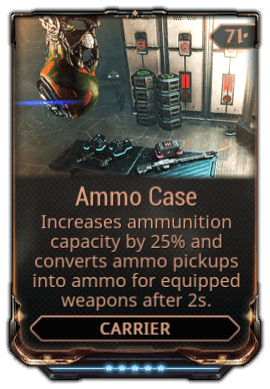 7
Ammo Case
Increases ammunition
capacity by 25% and
converts ammo pickups
into ammo for equipped
weapons after 2s.
CARRIER